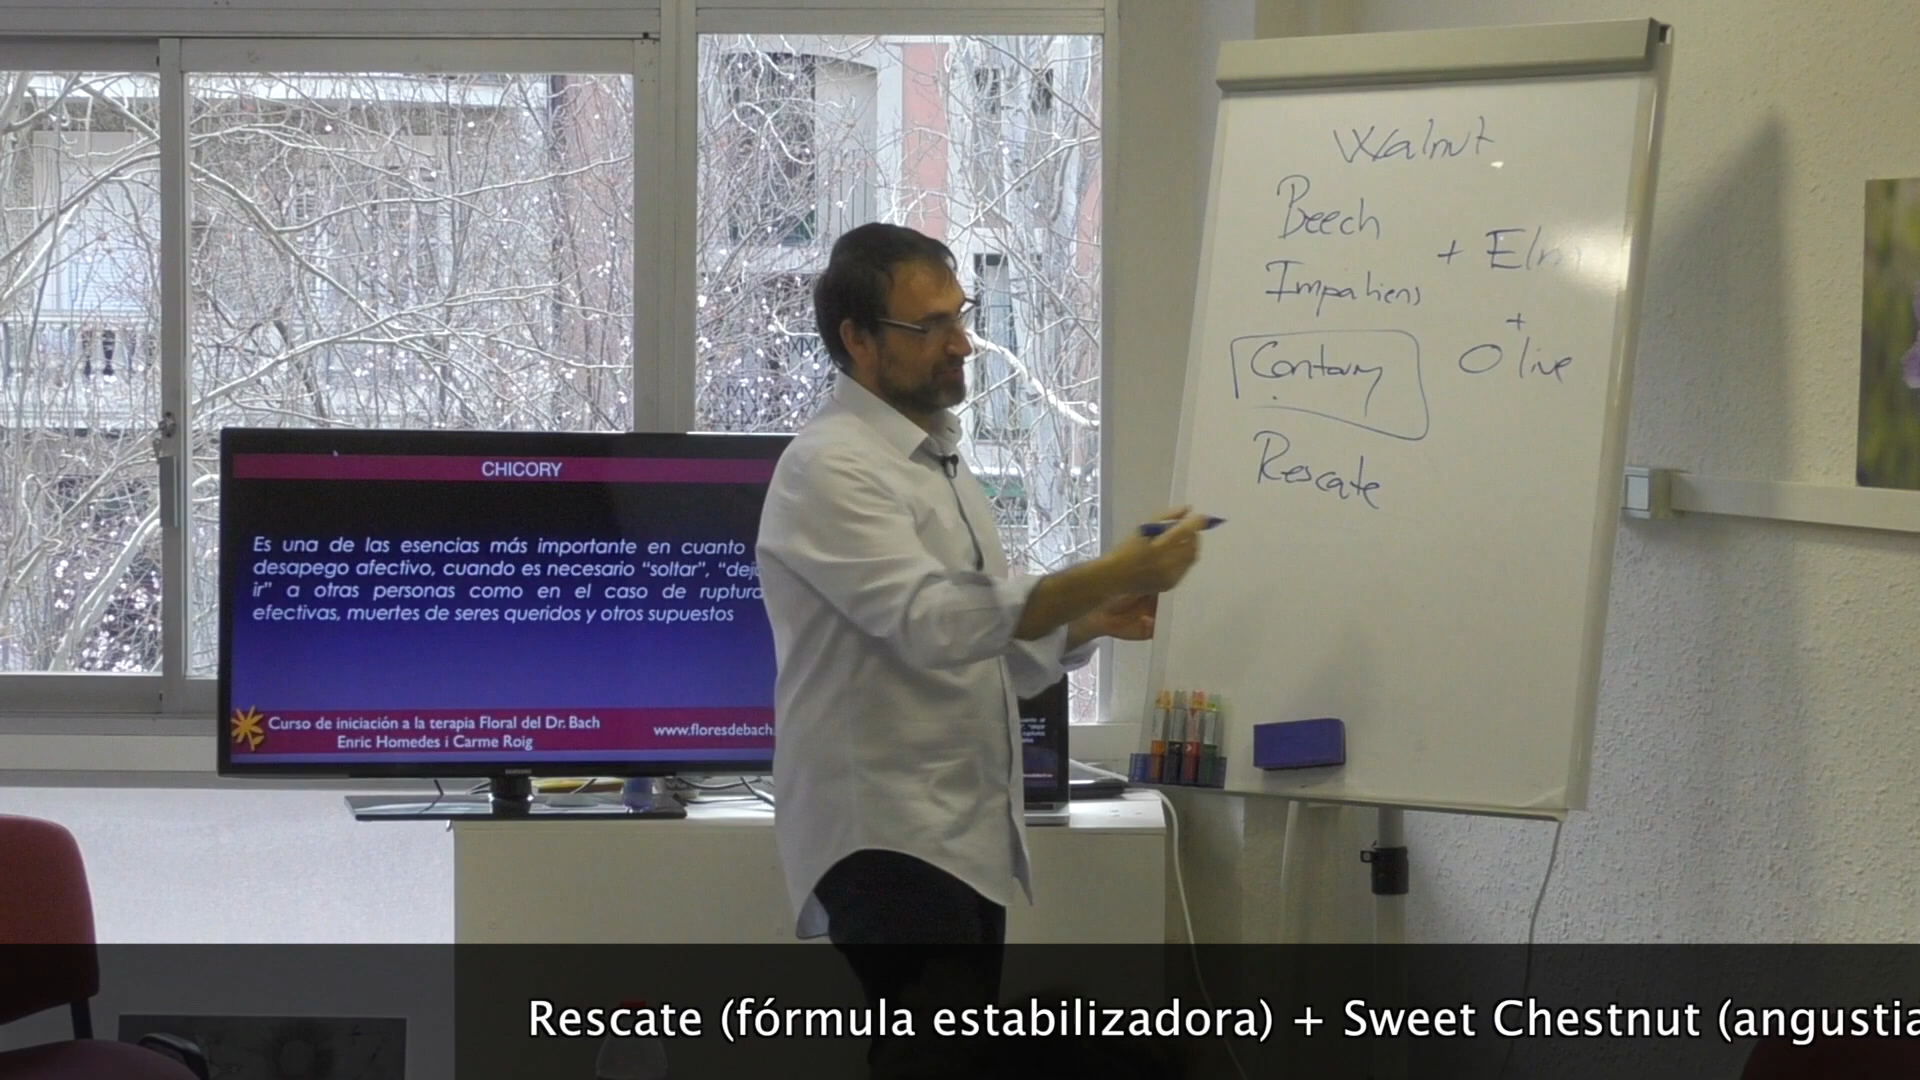 Walnut
Beech
+ Elm
Impatiens
+
Centaury
Olive
Rescate
CHICORY
Es una de las esencias más importante en cuanto
desapego afectivo, cuando es necesario “soltar”, “deja
ir” a otras personas como en el caso de ruptura
efectivas, muertes de seres queridos y otros supuestos
Curso de iniciación a la terapia Floral del Dr. Bach
Enric Homedes i Carme Roig
www.floresdebach.
Rescate (fórmula estabilizadora) + Sweet Chestnut (angustia